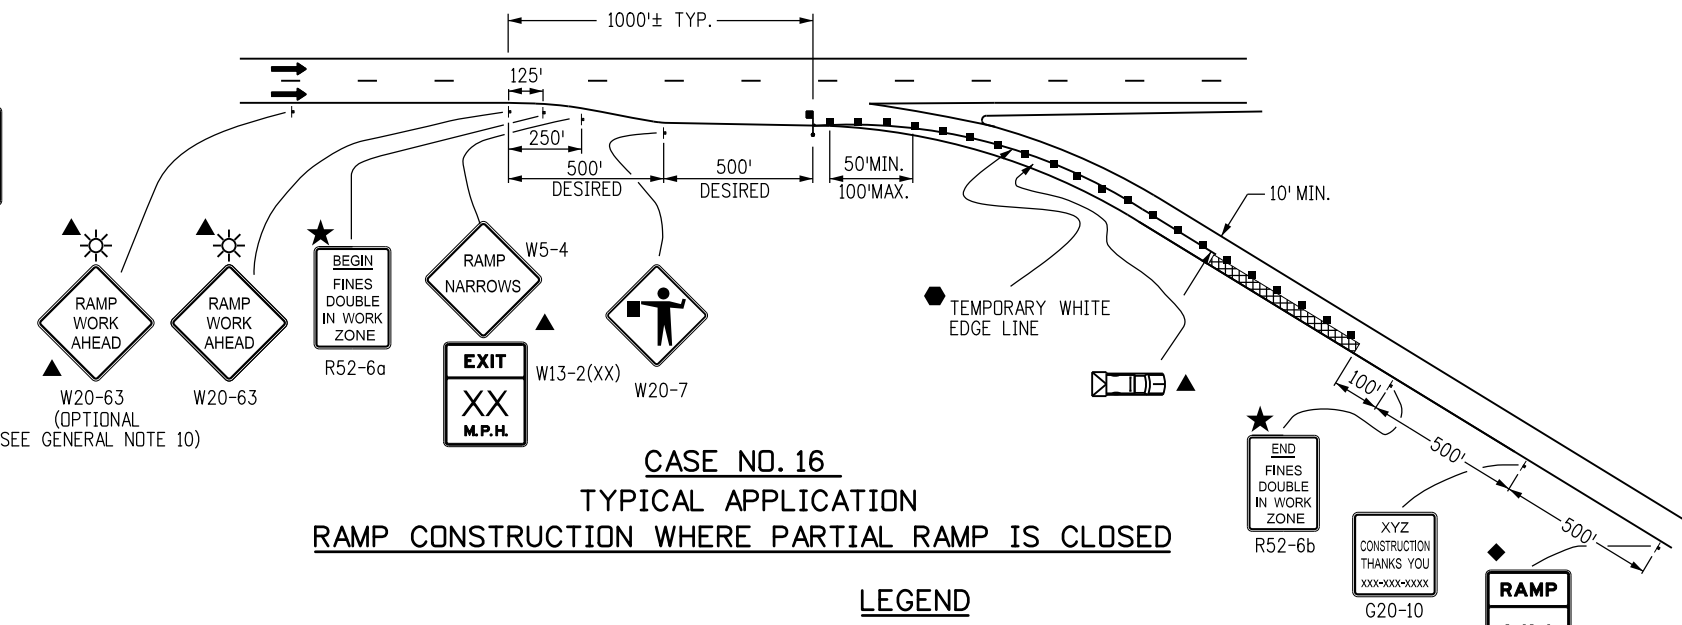 1000'± TYP.
125'
250'
500'
DESIRED
500'
DESIRED
50'MIN.
100'MAX.
10' MIN.
RAMP
WORK
AHEAD
W20-63
(OPTIONAL
SEE GENERAL NOTE 10)
RAMP
WORK
AHEAD
W20-63
BEGIN
FINES
DOUBLE
IN WORK
ZONE
R52-6a
RAMP
NARROWS
W5-4
EXIT
XX
M.P.H.
W13-2(XX)
W20-7
TEMPORARY WHITE
EDGE LINE
100'
500'
500'
END
FINES
DOUBLE
IN WORK
ZONE
R52-6b
XYZ
CONSTRUCTION
THANKS YOU
xxx-xxx-xxxx
G20-10
RAMP
CASE NO. 16
TYPICAL APPLICATION
RAMP CONSTRUCTION WHERE PARTIAL RAMP IS CLOSED
LEGEND